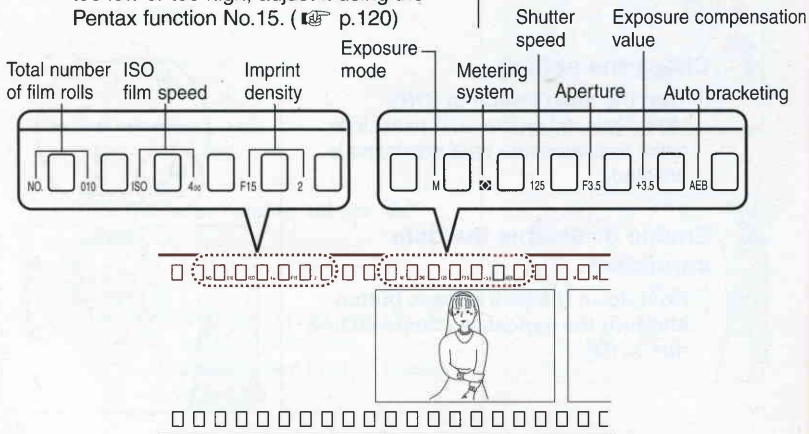 too low or too high, adjust it using the
Pentax function No.15. (☞ p.120)
Total number
of film rolls
ISO
film speed
Imprint
density
Exposure
mode
Metering
system
Shutter
speed
Aperture
Exposure compensation
value
Auto bracketing
NO. 010 ISO 400 F15 2
M 125 F3.5 +3.5 AEB